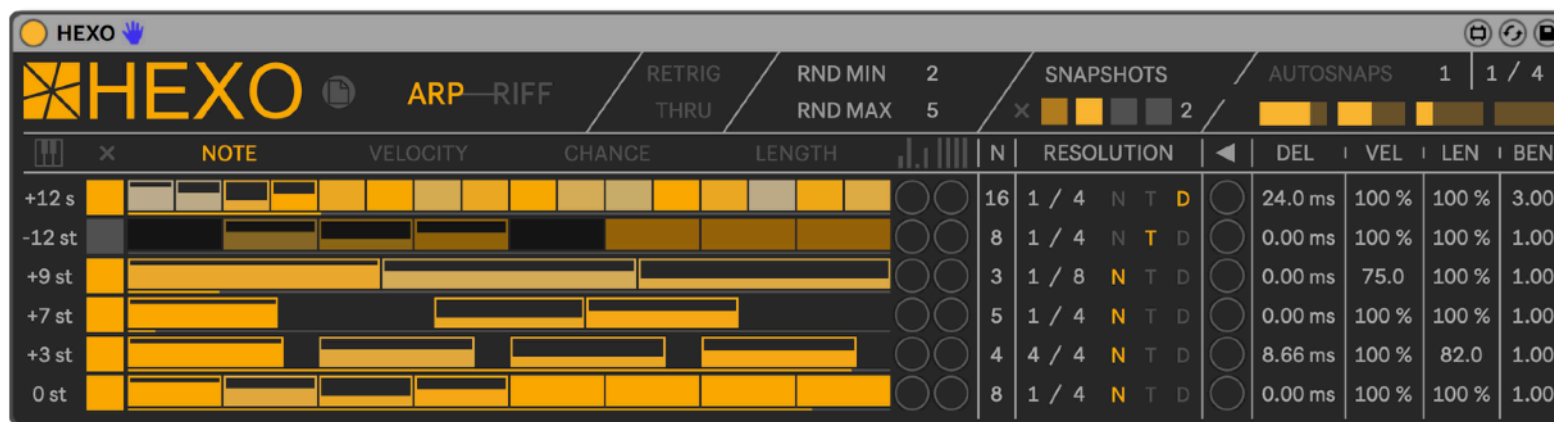 HEXO
HEXO ARP RIFF RETRIG THRU RND MIN 2 RND MAX 5 SNAPSHOTS × 2 AUTOSNAPS 1 1 / 4
× NOTE VELOCITY CHANCE LENGTH N RESOLUTION DEL VEL LEN BEN
+12 s 16 1 / 4 N T D 24.0 ms 100 % 100 % 3.00
-12 st 8 1 / 4 N T D 0.00 ms 100 % 100 % 1.00
+9 st 3 1 / 8 N T D 0.00 ms 75.0 100 % 1.00
+7 st 5 1 / 4 N T D 0.00 ms 100 % 100 % 1.00
+3 st 4 4 / 4 N T D 8.66 ms 100 % 82.0 1.00
0 st 8 1 / 4 N T D 0.00 ms 100 % 100 % 1.00